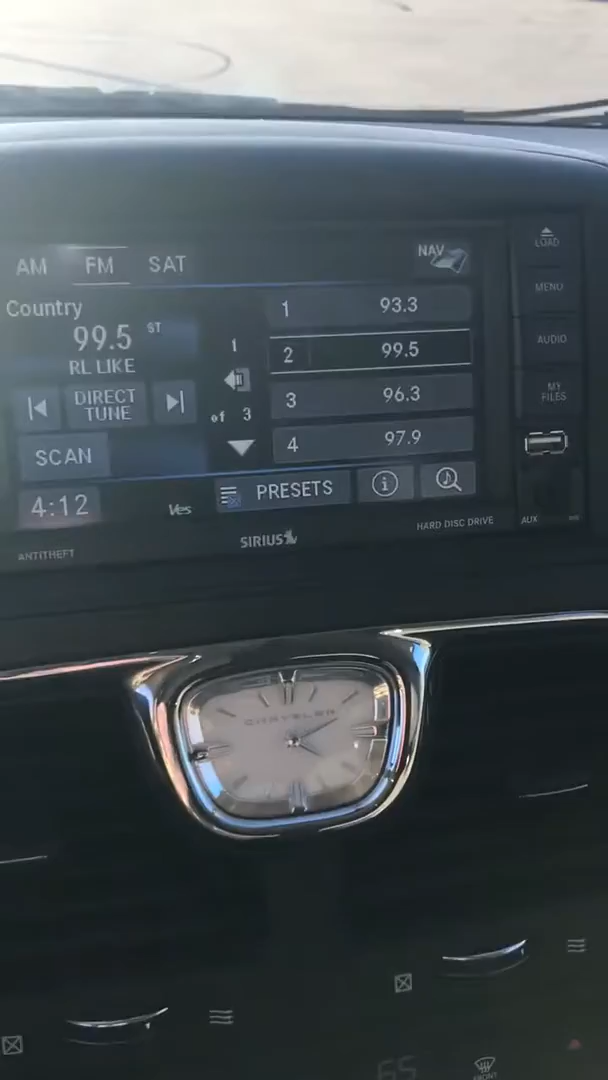 AM FM SAT NAV
LOAD
MENU
AUDIO
MY FILES
Country
99.5 ST
RL LIKE
DIRECT TUNE
SCAN
4:12
Ves
1
of 3
1 93.3
2 99.5
3 96.3
4 97.9
PRESETS
ANTITHEFT
SIRIUS
HARD DISC DRIVE
AUX
CHRYSLER
65
FRONT